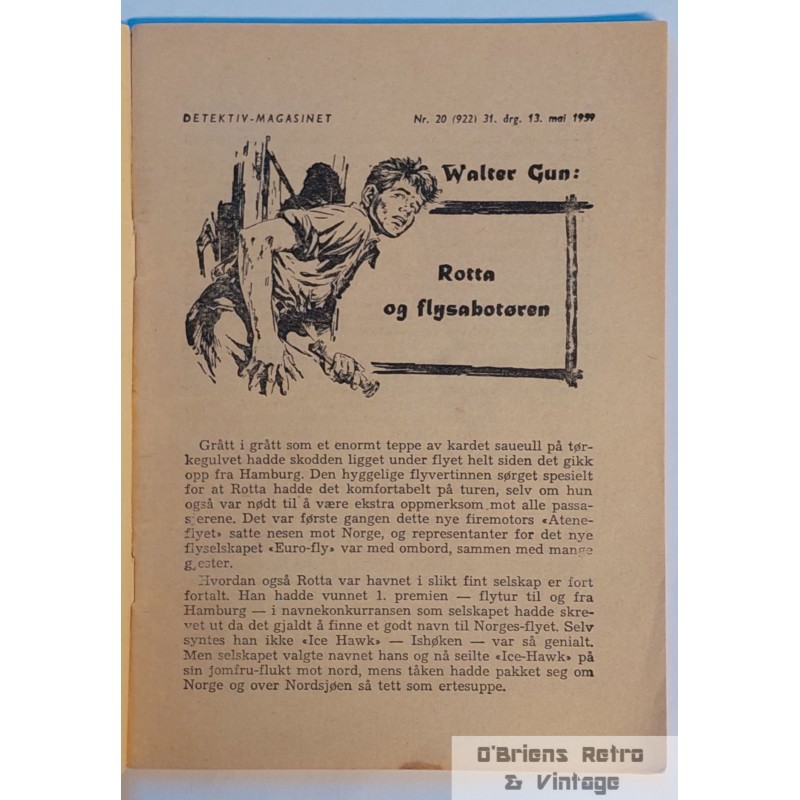 DETEKTIV-MAGASINET Nr. 20 (922) 31. årg. 13. mai 1959
Walter Gun:
Rotta
og flysabotøren
Grått i grått som et enormt teppe av kardet saueull på tør-
kegulvet hadde skodden ligget under flyet helt siden det gikk
opp fra Hamburg. Den hyggelige flyvertinnen sørget spesielt
for at Rotta hadde det komfortabelt på turen, selv om hun
også var nødt til å være ekstra oppmerksom mot alle passa-
sjerene. Det var første gangen dette nye firemotors «Atene-
flyet» satte nesen mot Norge, og representanter for det nye
flyselskapet «Euro-fly» var med ombord, sammen med mange
gjester.
Hvordan også Rotta var havnet i slikt fint selskap er fort
fortalt. Han hadde vunnet 1. premien — flytur til og fra
Hamburg — i navnekonkurransen som selskapet hadde skre-
vet ut da det gjaldt å finne et godt navn til Norges-flyet. Selv
syntes han ikke «Ice Hawk» — Ishøken — var så genialt.
Men selskapet valgte navnet hans og nå seilte «Ice-Hawk» på
sin jomfru-flukt mot nord, mens tåken hadde pakket seg om
Norge og over Nordsjøen så tett som ertesuppe.
O'Briens Retro
& Vintage